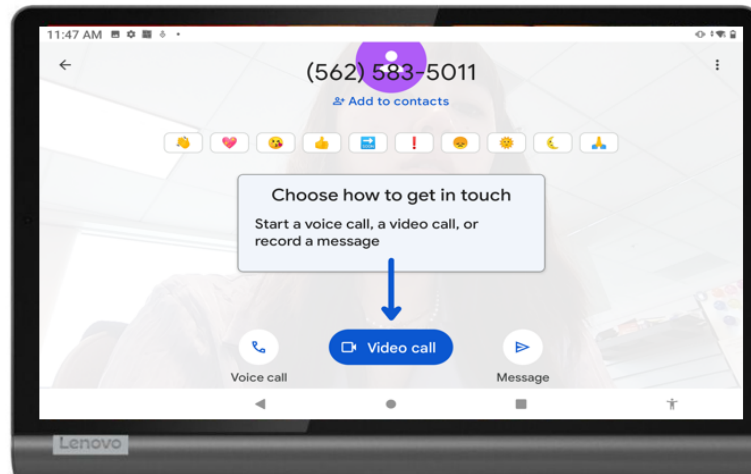 11:47 AM
(562) 583-5011
Add to contacts
Choose how to get in touch
Start a voice call, a video call, or
record a message
Video call
Voice call
Message
Lenovo